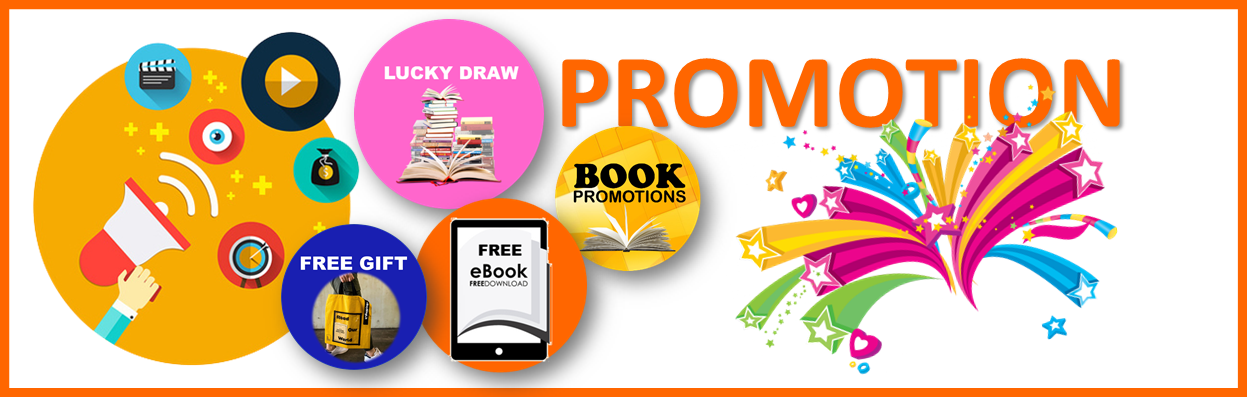 LUCKY DRAW
PROMOTION
BOOK
PROMOTIONS
FREE GIFT
FREE
eBook
FREEDOWNLOAD